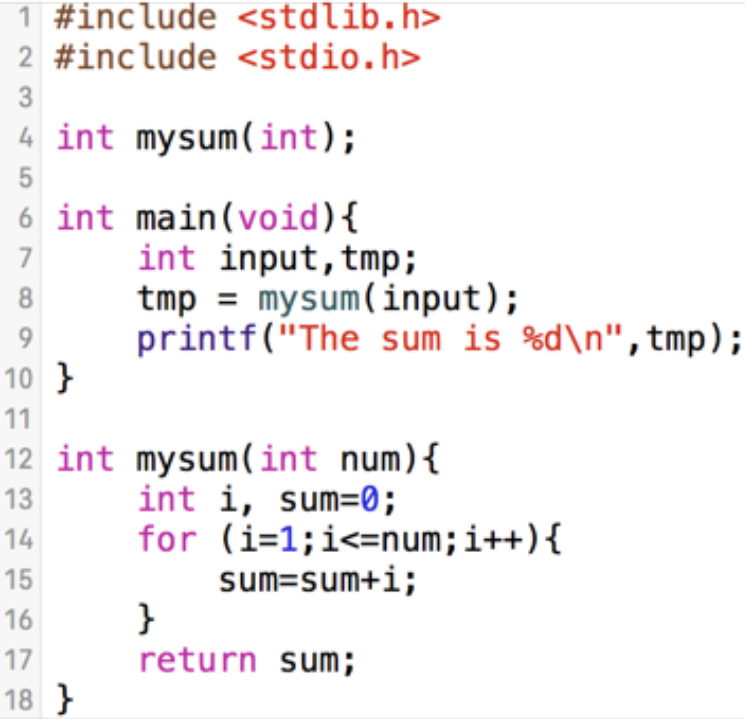 1 #include <stdlib.h>
2 #include <stdio.h>
3
4 int mysum(int);
5
6 int main(void){
7     int input,tmp;
8     tmp = mysum(input);
9     printf("The sum is %d\n",tmp);
10 }
11
12 int mysum(int num){
13     int i, sum=0;
14     for (i=1;i<=num;i++){
15         sum=sum+i;
16     }
17     return sum;
18 }